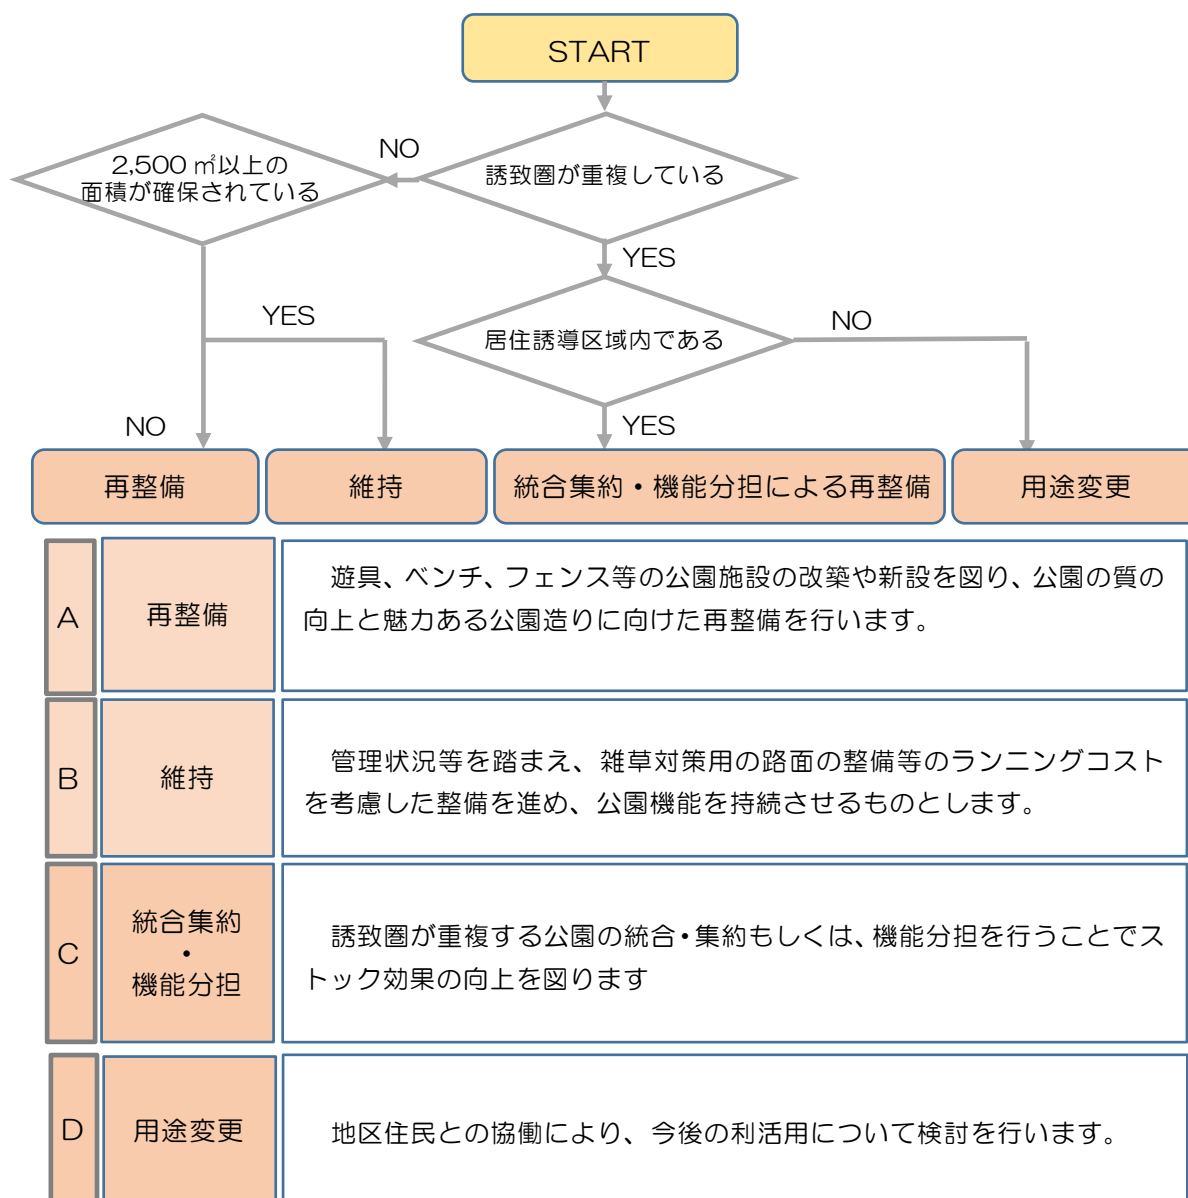 START
2,500 ㎡以上の
面積が確保されている
NO
誘致圏が重複している
YES
YES
居住誘導区域内である
NO
NO
YES
再整備
維持
統合集約・機能分担による再整備
用途変更
A
再整備
遊具、ベンチ、フェンス等の公園施設の改築や新設を図り、公園の質の
向上と魅力ある公園造りに向けた再整備を行います。
B
維持
管理状況等を踏まえ、雑草対策用の路面の整備等のランニングコスト
を考慮した整備を進め、公園機能を持続させるものとします。
C
統合集約
・
機能分担
誘致圏が重複する公園の統合・集約もしくは、機能分担を行うことでス
トック効果の向上を図ります
D
用途変更
地区住民との協働により、今後の利活用について検討を行います。